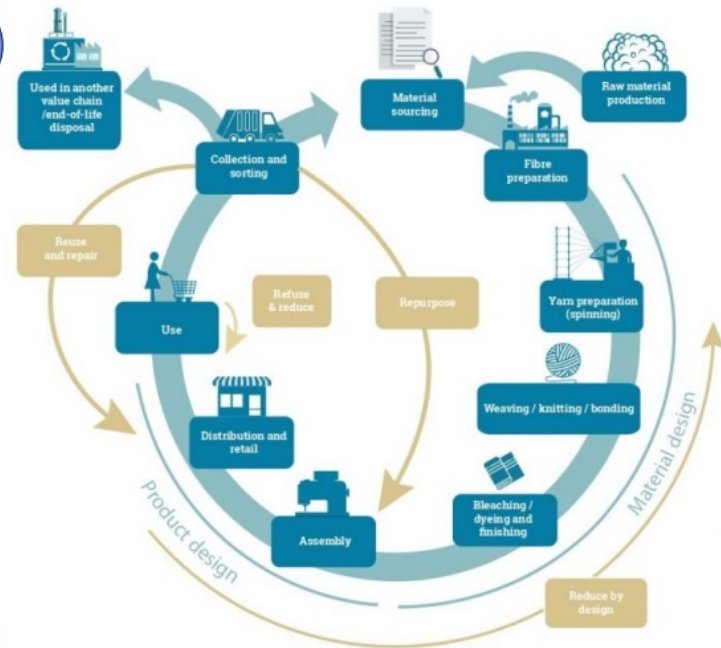 Used in another
value chain
/end-of-life
disposal
Material
sourcing
Raw material
production
Collection and
sorting
Fibre
preparation
Reuse
and repair
Refuse
& reduce
Repurpose
Yarn preparation
(spinning)
Use
Weaving / knitting / bonding
Distribution and
retail
Bleaching /
dyeing and
finishing
Assembly
Product design
Material design
Reduce by
design